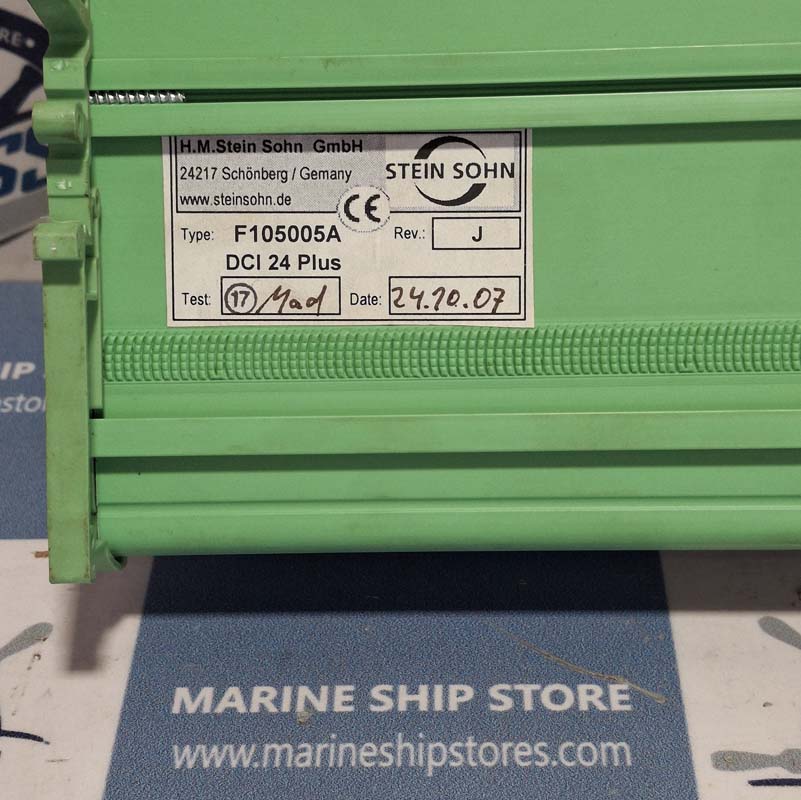 RE •
H.M.Stein Sohn GmbH
24217 Schönberg / Gemany
www.steinsohn.de
STEIN SOHN
CE
Type: F105005A
Rev.: J
DCI 24 Plus
Test: 17
Date: 24.10.07
MARINE SHIP STORE
www.marineshipstores.com